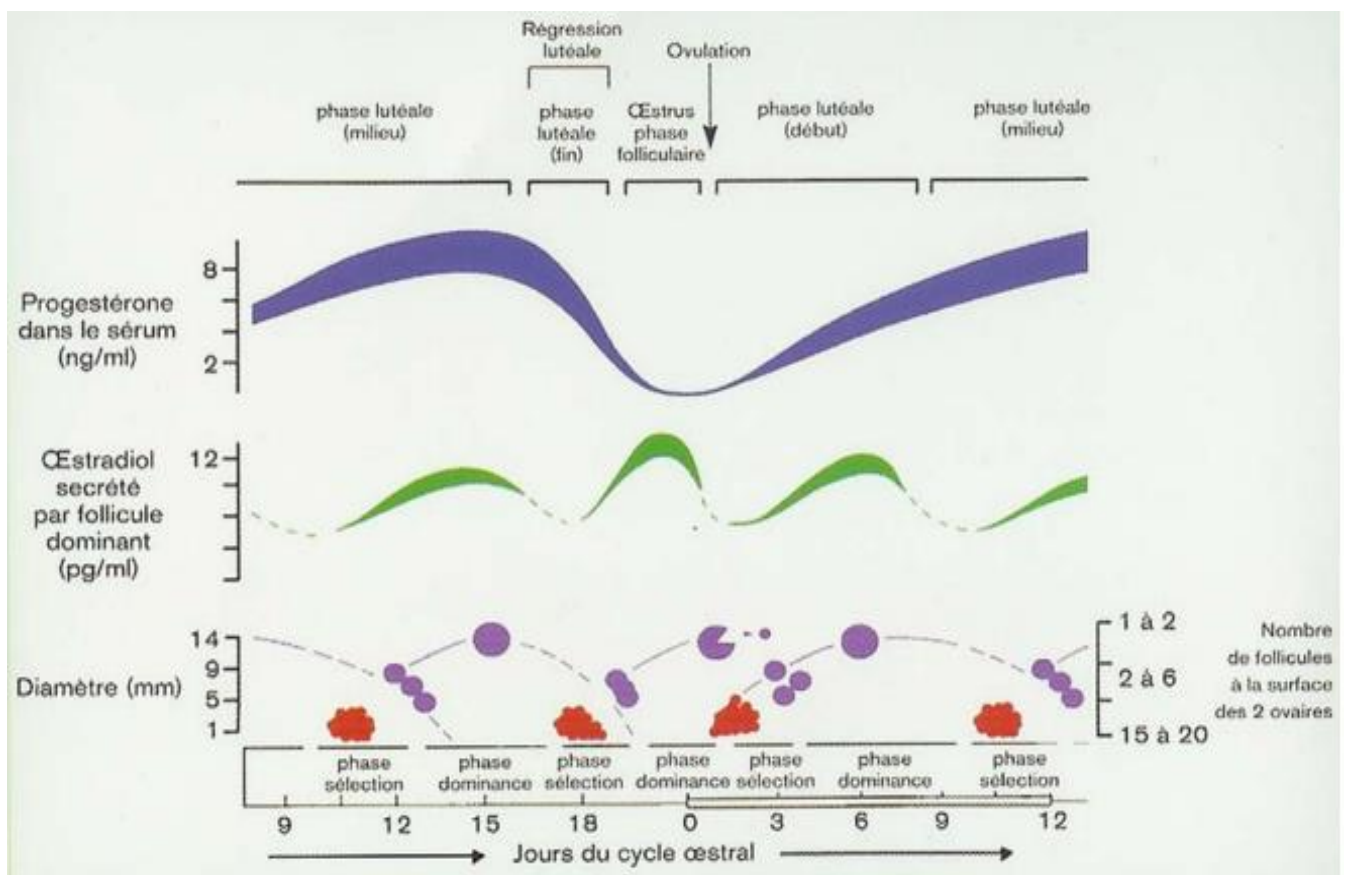 Régression
lutéale
Ovulation
phase lutéale
(milieu)
phase
lutéale
(fin)
Œstrus
phase
folliculaire
phase lutéale
(début)
phase lutéale
(milieu)
Progestérone
dans le sérum
(ng/ml)
8
2
Œstradiol
secrété
par follicule
dominant
(pg/ml)
12
Diamètre (mm)
14
9
5
1
1 à 2
2 à 6
15 à 20
Nombre
de follicules
à la surface
des 2 ovaires
phase
sélection
phase
dominance
phase
sélection
phase
dominance
phase
sélection
phase
dominance
phase
sélection
9 12 15 18 0 3 6 9 12
Jours du cycle œstral